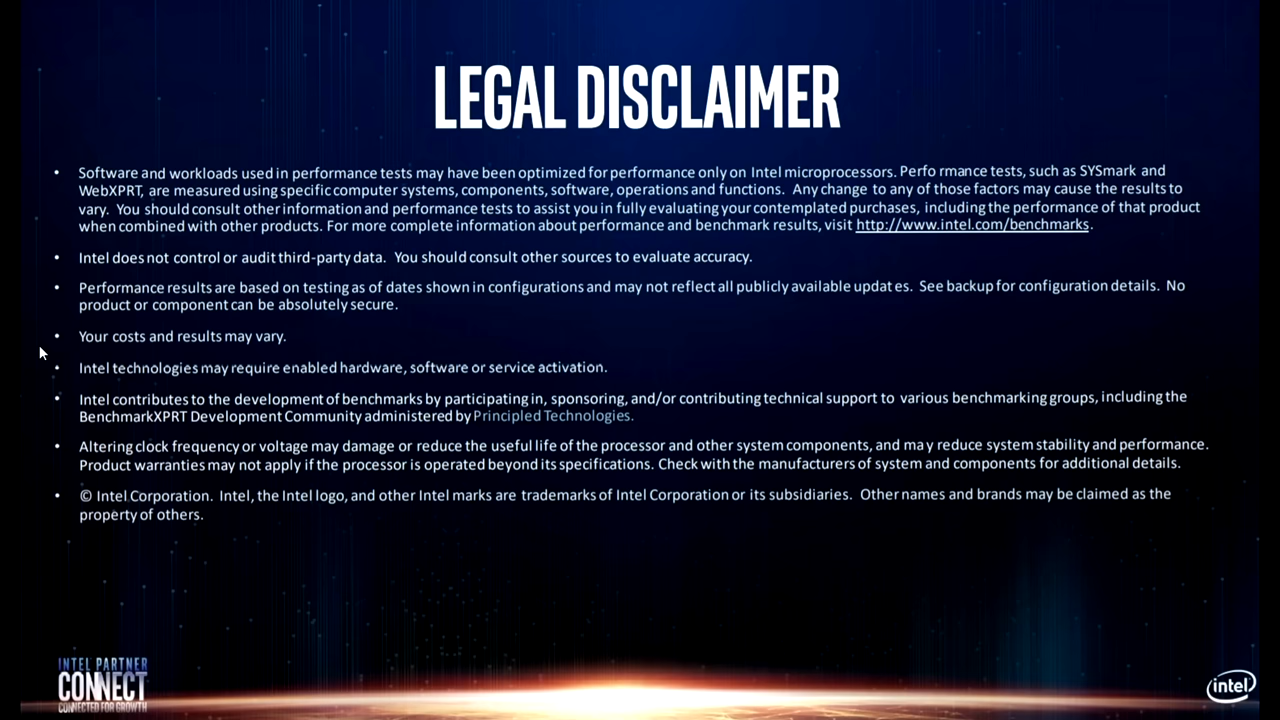 LEGAL DISCLAIMER
• Software and workloads used in performance tests may have been optimized for performance only on Intel microprocessors. Performance tests, such as SYSmark and
WebXPRT, are measured using specific computer systems, components, software, operations and functions. Any change to any of those factors may cause the results to
vary. You should consult other information and performance tests to assist you in fully evaluating your contemplated purchases, including the performance of that product
when combined with other products. For more complete information about performance and benchmark results, visit http://www.intel.com/benchmarks.
• Intel does not control or audit third-party data. You should consult other sources to evaluate accuracy.
• Performance results are based on testing as of dates shown in configurations and may not reflect all publicly available updates. See backup for configuration details. No
product or component can be absolutely secure.
• Your costs and results may vary.
• Intel technologies may require enabled hardware, software or service activation.
• Intel contributes to the development of benchmarks by participating in, sponsoring, and/or contributing technical support to various benchmarking groups, including the
BenchmarkXPRT Development Community administered by Principled Technologies.
• Altering clock frequency or voltage may damage or reduce the useful life of the processor and other system components, and may reduce system stability and performance.
Product warranties may not apply if the processor is operated beyond its specifications. Check with the manufacturers of system and components for additional details.
• © Intel Corporation. Intel, the Intel logo, and other Intel marks are trademarks of Intel Corporation or its subsidiaries. Other names and brands may be claimed as the
property of others.
INTEL PARTNER
CONNECT
CONNECTED FOR GROWTH
intel